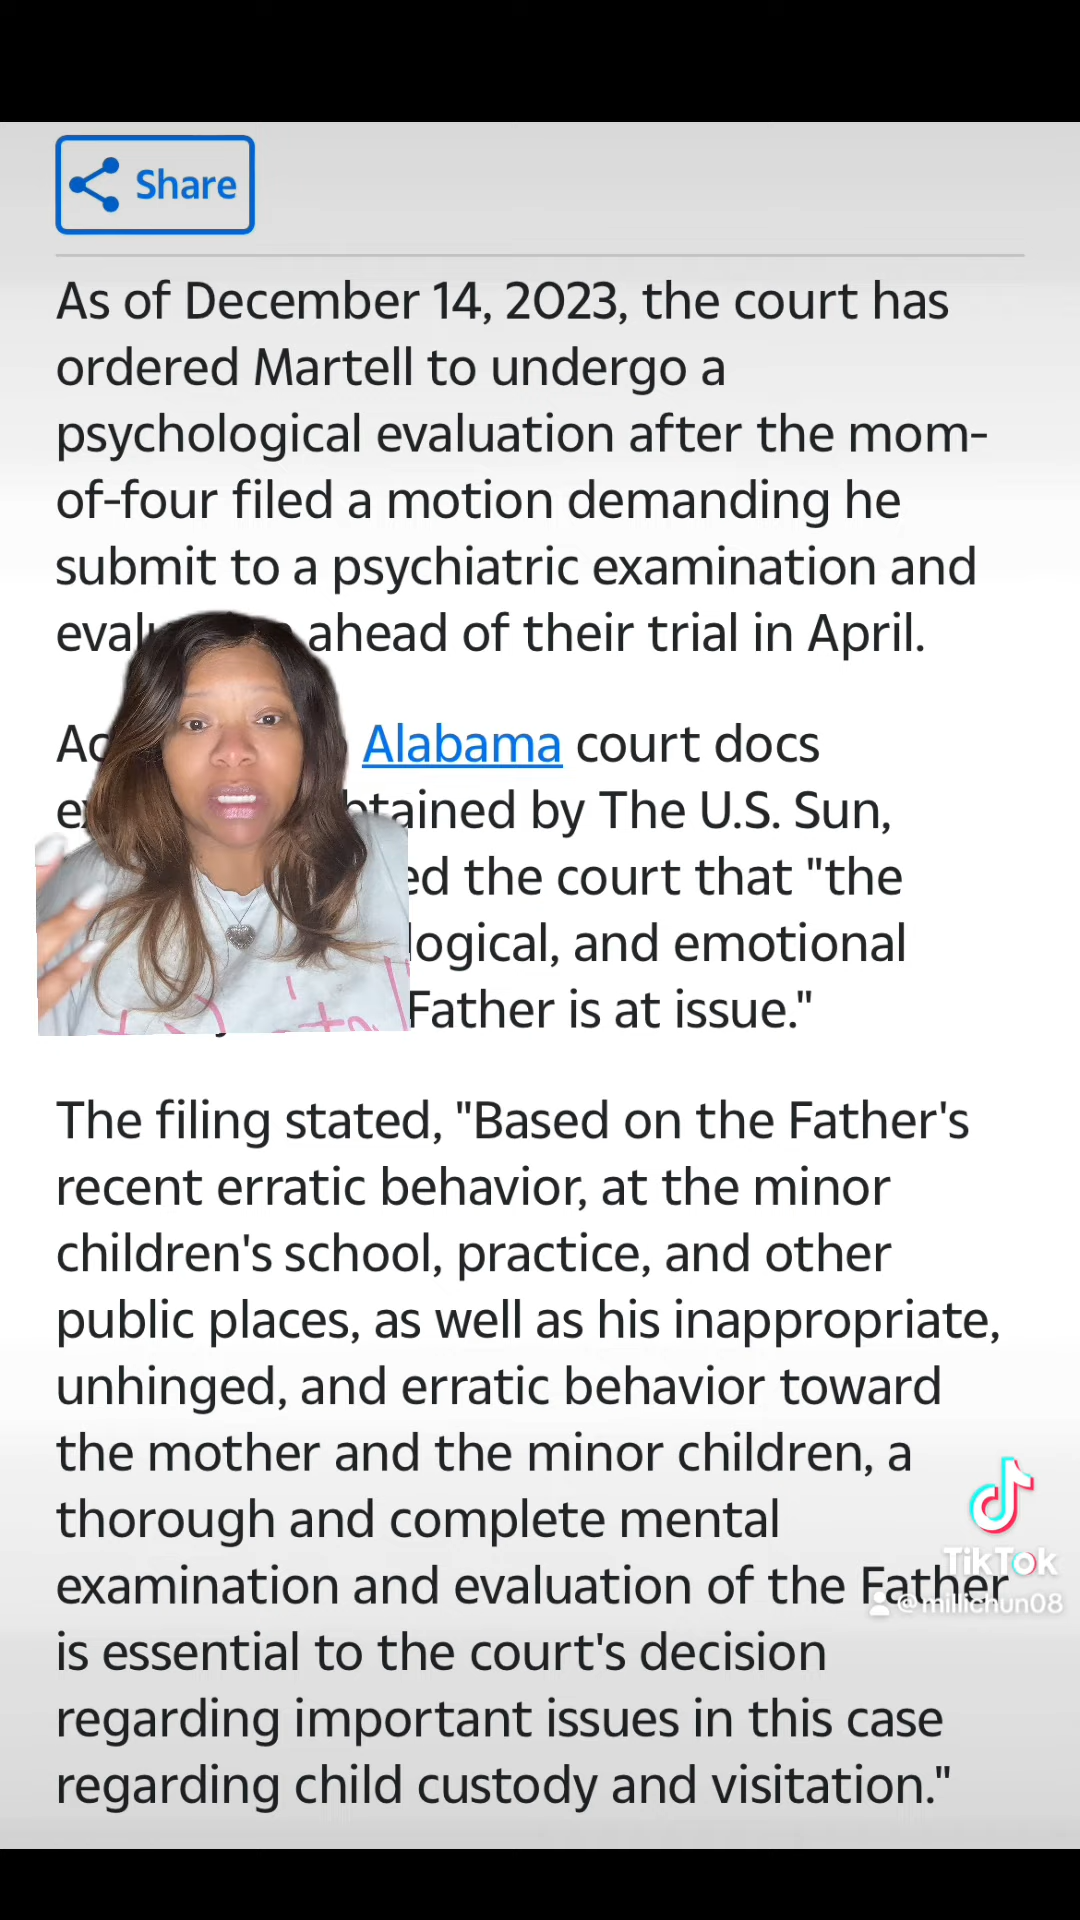 Share
As of December 14, 2023, the court has
ordered Martell to undergo a
psychological evaluation after the mom-
of-four filed a motion demanding he
submit to a psychiatric examination and
ahead of their trial in April.
Alabama court docs
by The U.S. Sun,
the court that "the
and emotional
Father is at issue."
The filing stated, "Based on the Father's
recent erratic behavior, at the minor
children's school, practice, and other
public places, as well as his inappropriate,
unhinged, and erratic behavior toward
the mother and the minor children, a
thorough and complete mental
examination and evaluation of the Father
is essential to the court's decision
regarding important issues in this case
regarding child custody and visitation."
TikTok
@millichun08